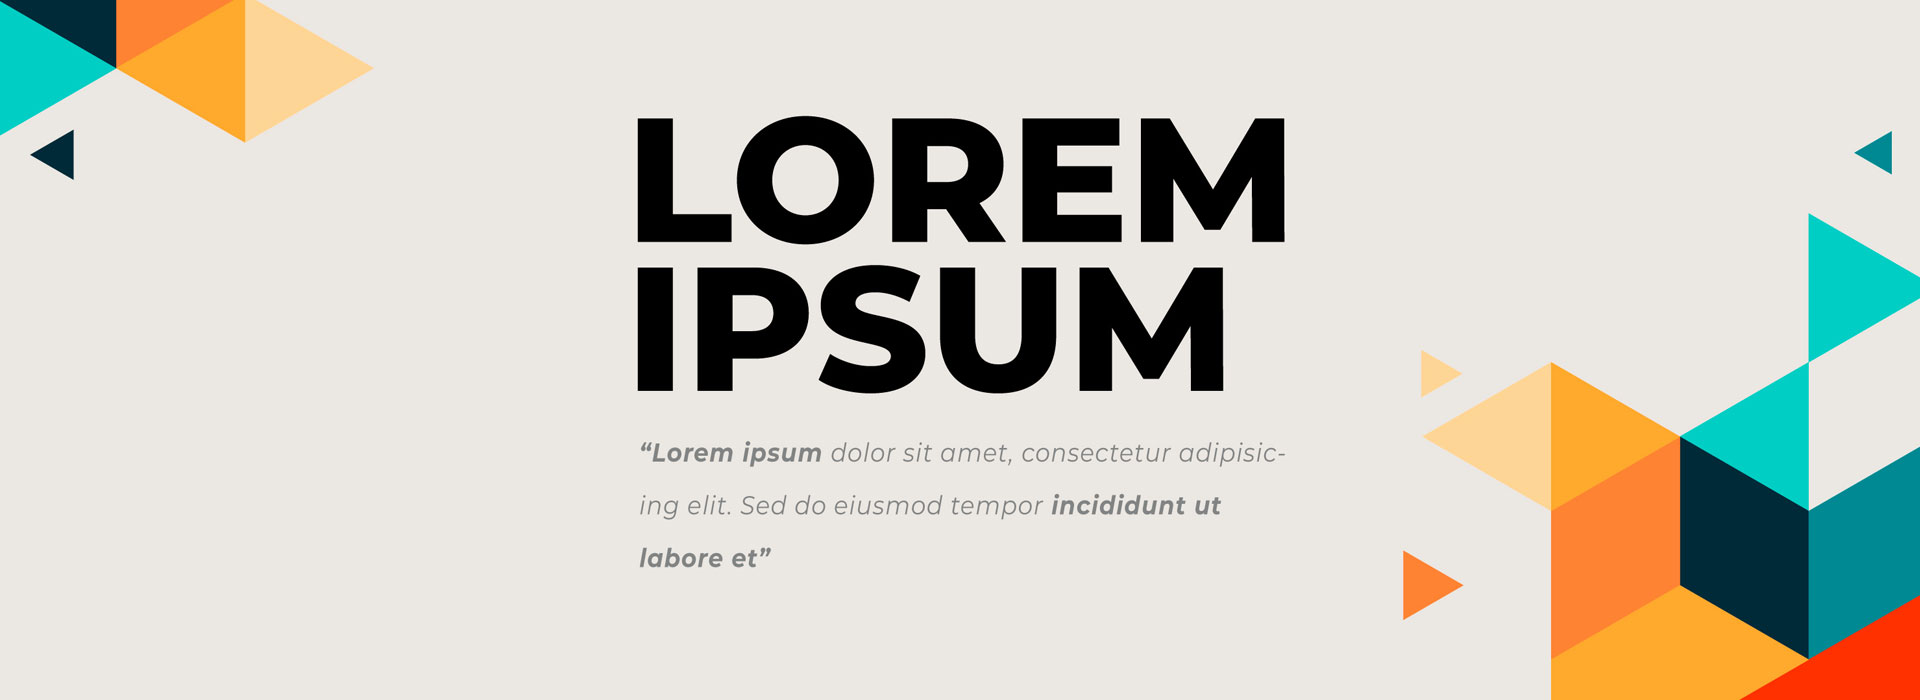 LOREM
IPSUM
“Lorem ipsum dolor sit amet, consectetur adipisic-
ing elit. Sed do eiusmod tempor incididunt ut
labore et”